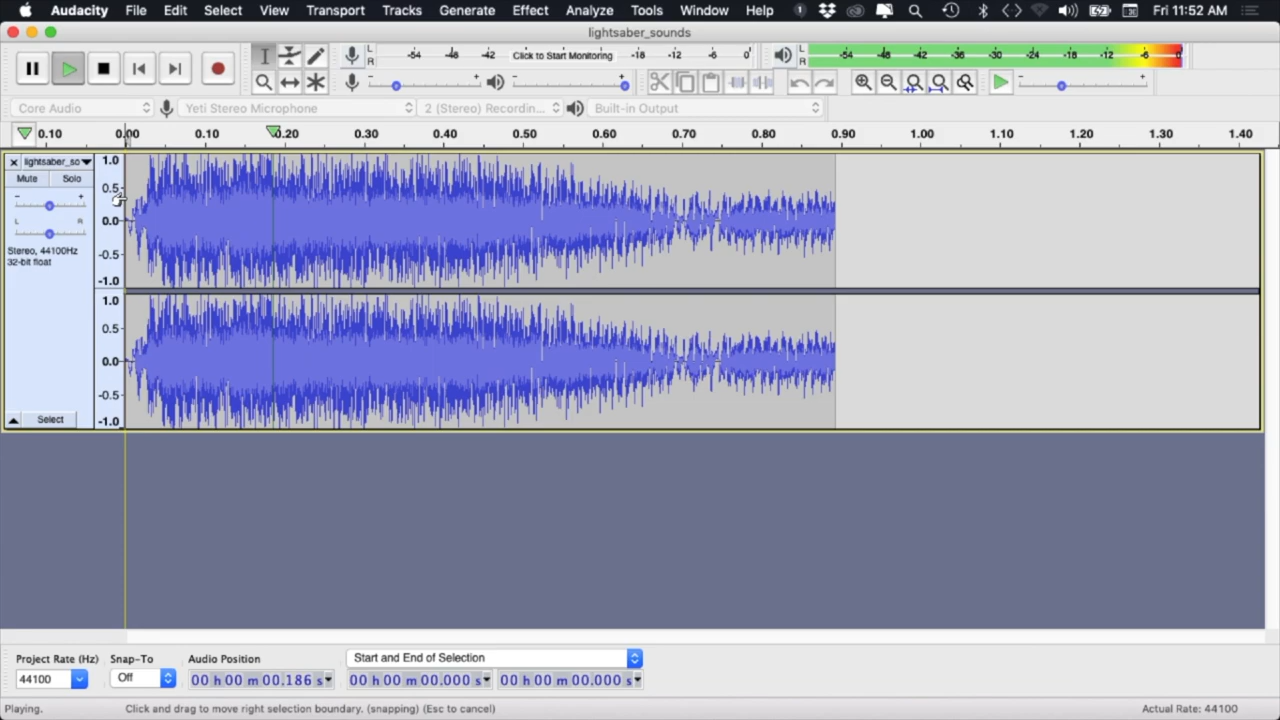 Audacity File Edit Select View Transport Tracks Generate Effect Analyze Tools Window Help Fri 11:52 AM
lightsaber_sounds
L R -54 -48 -42 Click to Start Monitoring -18 -12 -6 0 L R -54 -48 -42 -36 -30 -24 -18 -12 -6 0
- + - + - +
Core Audio Yeti Stereo Microphone 2 (Stereo) Recordin... Built-in Output
0.10 0.00 0.10 0.20 0.30 0.40 0.50 0.60 0.70 0.80 0.90 1.00 1.10 1.20 1.30 1.40
lightsaber_so 1.0
Mute Solo 0.5
- +
L R 0.0
Stereo, 44100Hz -0.5
32-bit float
-1.0
1.0
0.5
0.0
-0.5
Select -1.0
Project Rate (Hz) Snap-To Audio Position Start and End of Selection
44100 Off 00 h 00 m 00.186 s 00 h 00 m 00.000 s 00 h 00 m 00.000 s
Playing. Click and drag to move right selection boundary. (snapping) (Esc to cancel) Actual Rate: 44100